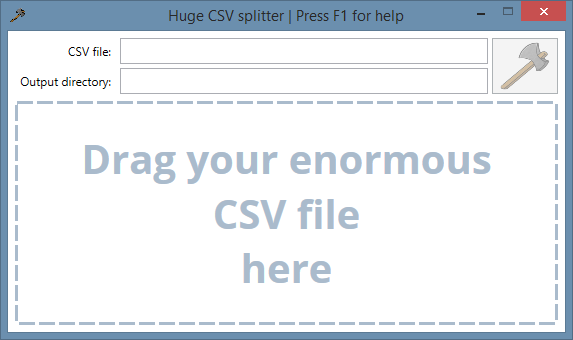 Huge CSV splitter | Press F1 for help
CSV file:
Output directory:
Drag your enormous
CSV file
here